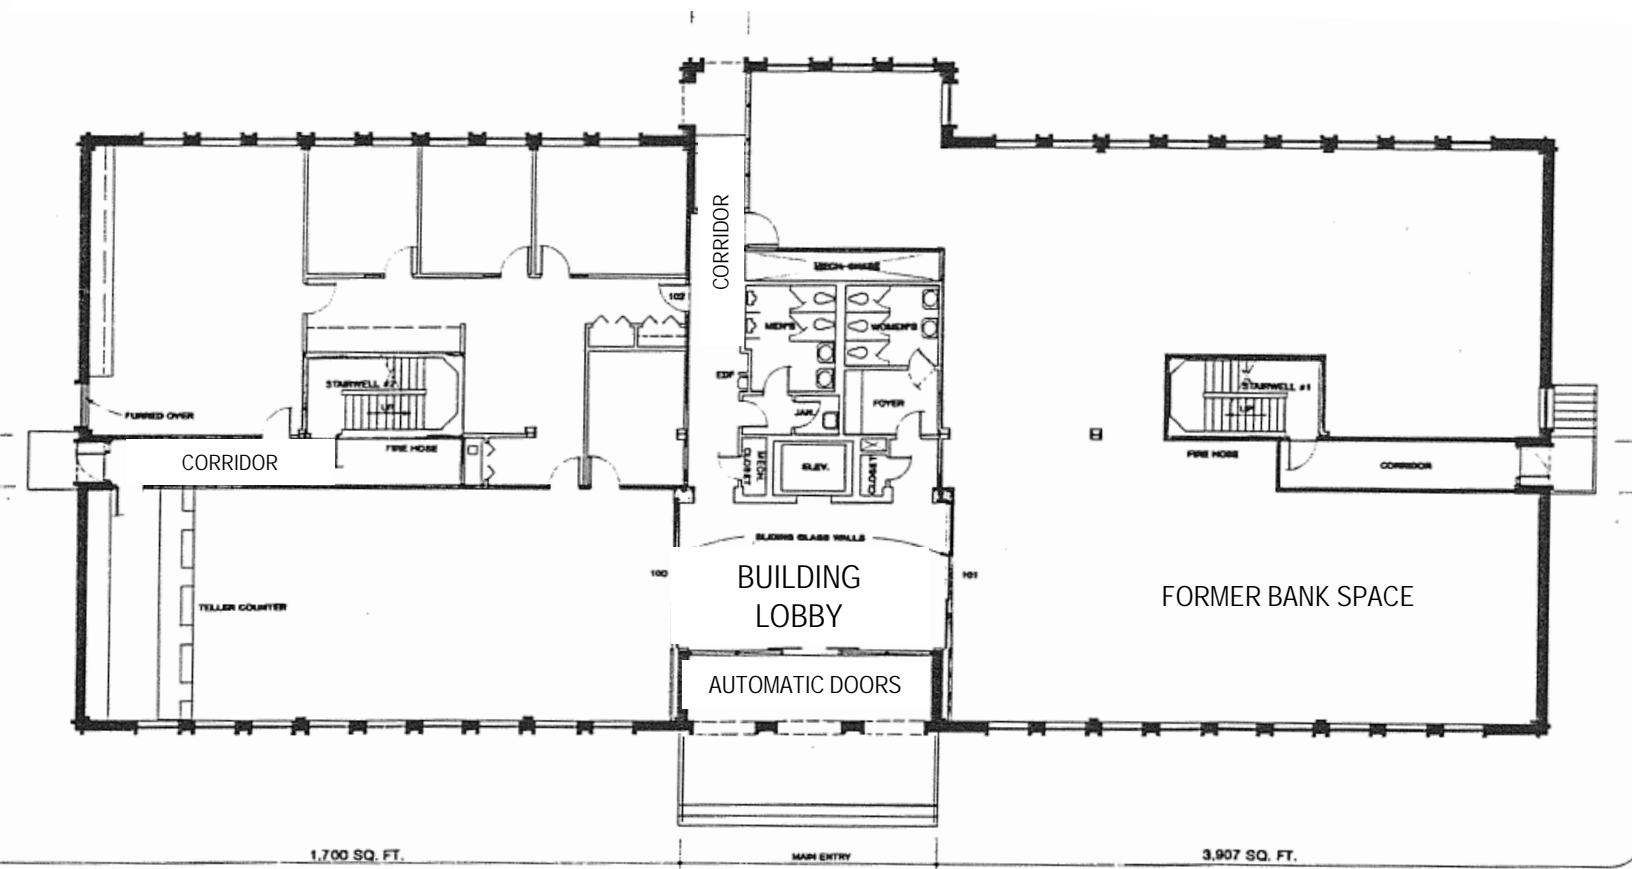 CORRIDOR
MECH. CHASE
102
MEN'S
WOMEN'S
EDF
STAIRWELL #2
UP
FURRED OVER
JAN.
FOYER
STAIRWELL #1
UP
CORRIDOR
FIRE HOSE
MECH.
CLOSET
ELEV.
CLOSET
FIRE HOSE
CORRIDOR
SLIDING GLASS WALLS
100
BUILDING
LOBBY
101
FORMER BANK SPACE
TELLER COUNTER
AUTOMATIC DOORS
1,700 SQ. FT.
MAIN ENTRY
3,907 SQ. FT.